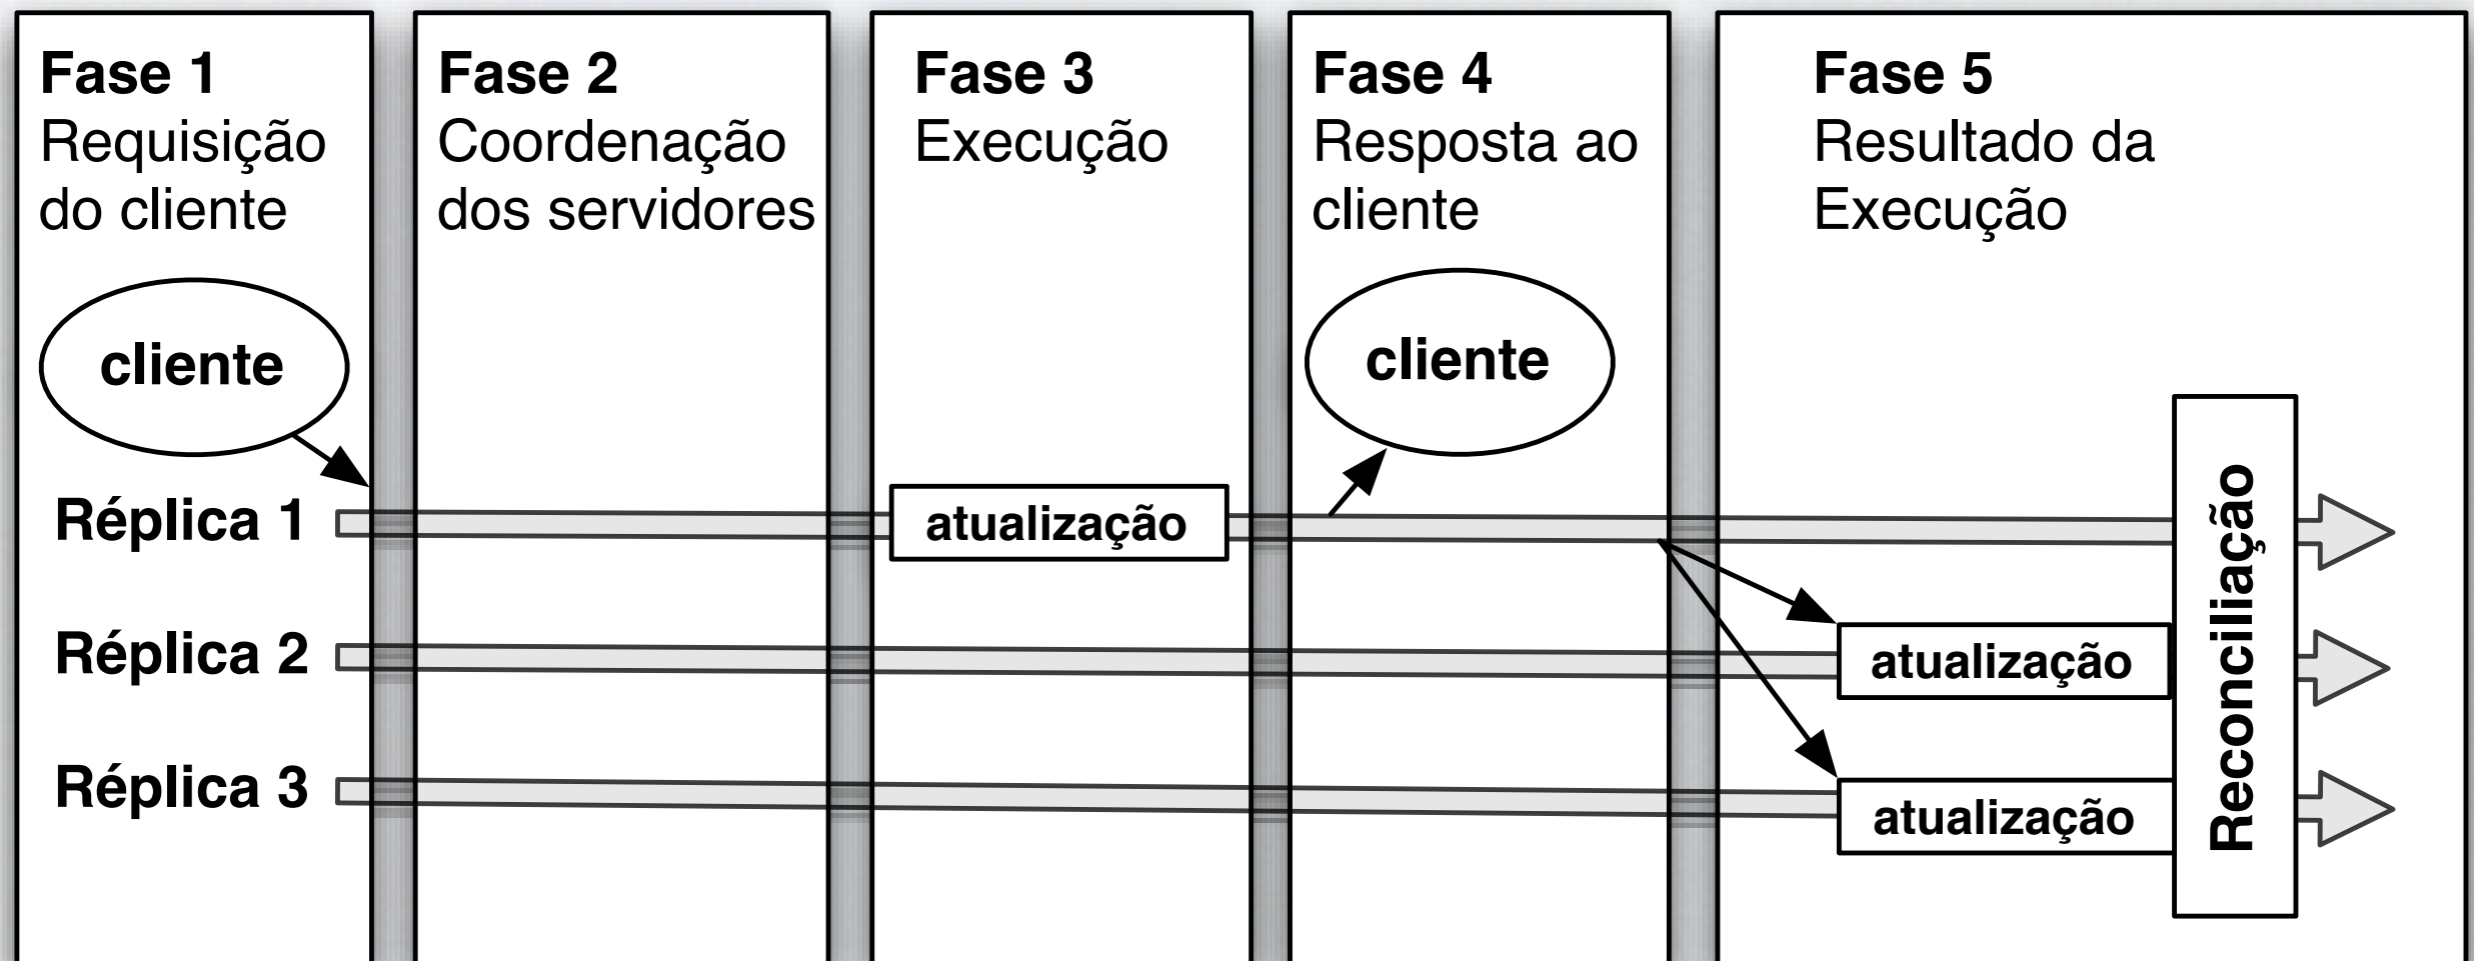 Fase 1
Requisição
do cliente
Fase 2
Coordenação
dos servidores
Fase 3
Execução
Fase 4
Resposta ao
cliente
Fase 5
Resultado da
Execução
cliente
cliente
Réplica 1
atualização
Réplica 2
atualização
Réplica 3
atualização
Reconciliação